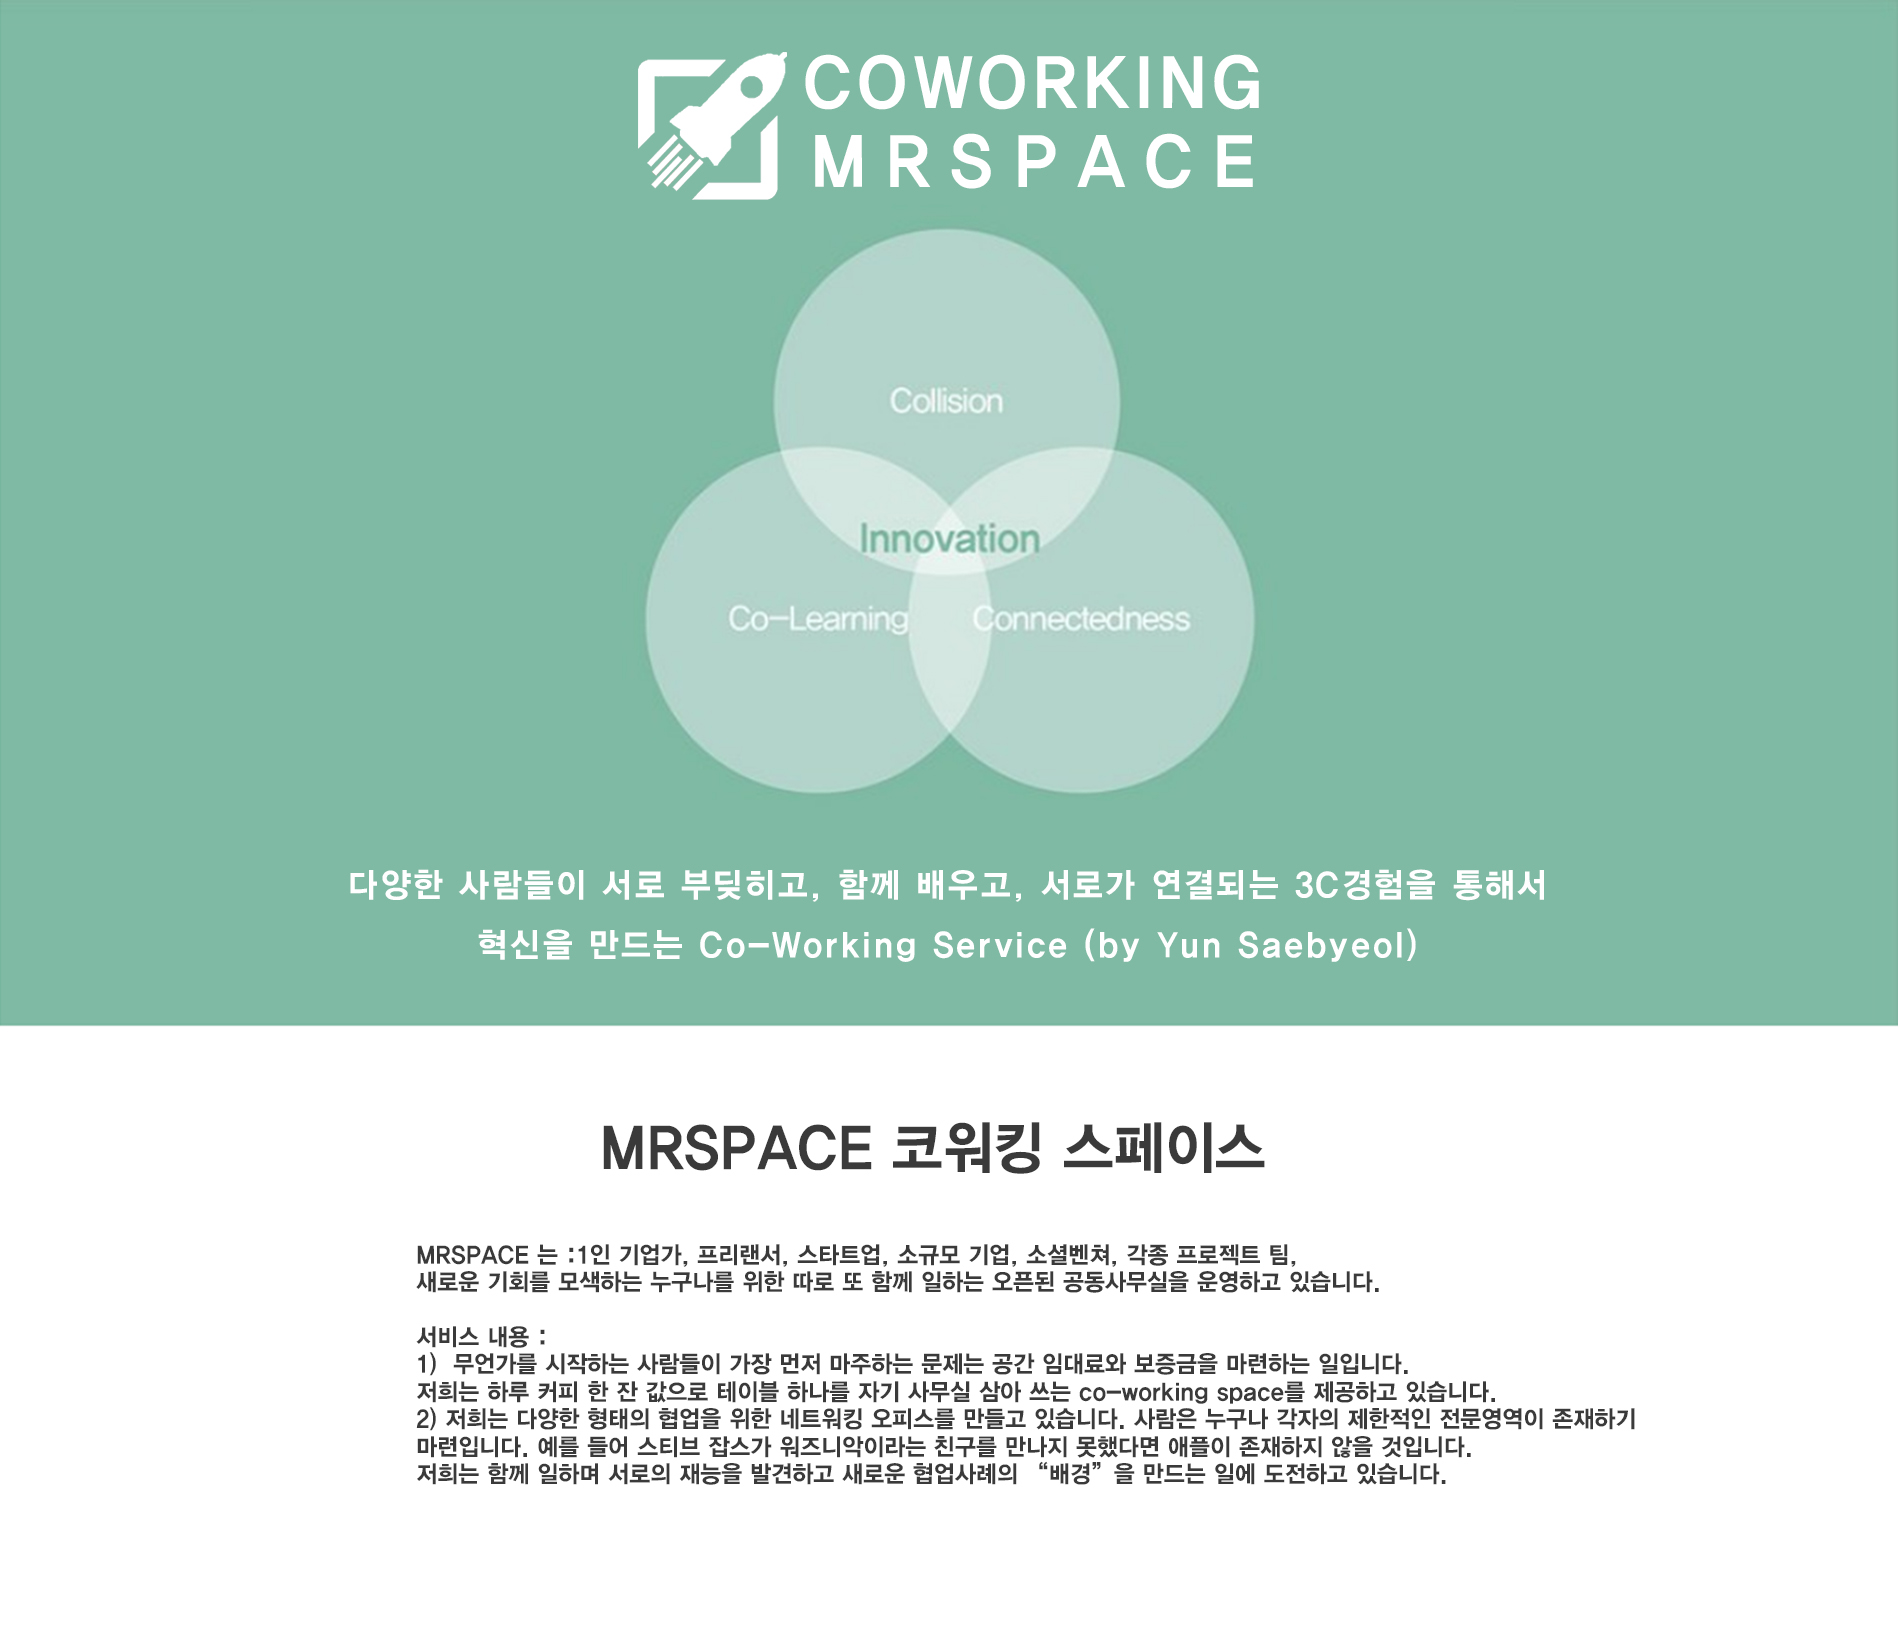 COWORKING
MRSPACE
Collision
Innovation
Co-Learning Connectedness
다양한 사람들이 서로 부딪히고, 함께 배우고, 서로가 연결되는 3C경험을 통해서
혁신을 만드는 Co-Working Service (by Yun Saebyeol)
MRSPACE 코워킹 스페이스
MRSPACE 는 :1인 기업가, 프리랜서, 스타트업, 소규모 기업, 소셜벤쳐, 각종 프로젝트 팀,
새로운 기회를 모색하는 누구나를 위한 따로 또 함께 일하는 오픈된 공동사무실을 운영하고 있습니다.
서비스 내용 :
1) 무언가를 시작하는 사람들이 가장 먼저 마주하는 문제는 공간 임대료와 보증금을 마련하는 일입니다.
저희는 하루 커피 한 잔 값으로 테이블 하나를 자기 사무실 삼아 쓰는 co-working space를 제공하고 있습니다.
2) 저희는 다양한 형태의 협업을 위한 네트워킹 오피스를 만들고 있습니다. 사람은 누구나 각자의 제한적인 전문영역이 존재하기
마련입니다. 예를 들어 스티브 잡스가 워즈니악이라는 친구를 만나지 못했다면 애플이 존재하지 않을 것입니다.
저희는 함께 일하며 서로의 재능을 발견하고 새로운 협업사례의 “배경”을 만드는 일에 도전하고 있습니다.